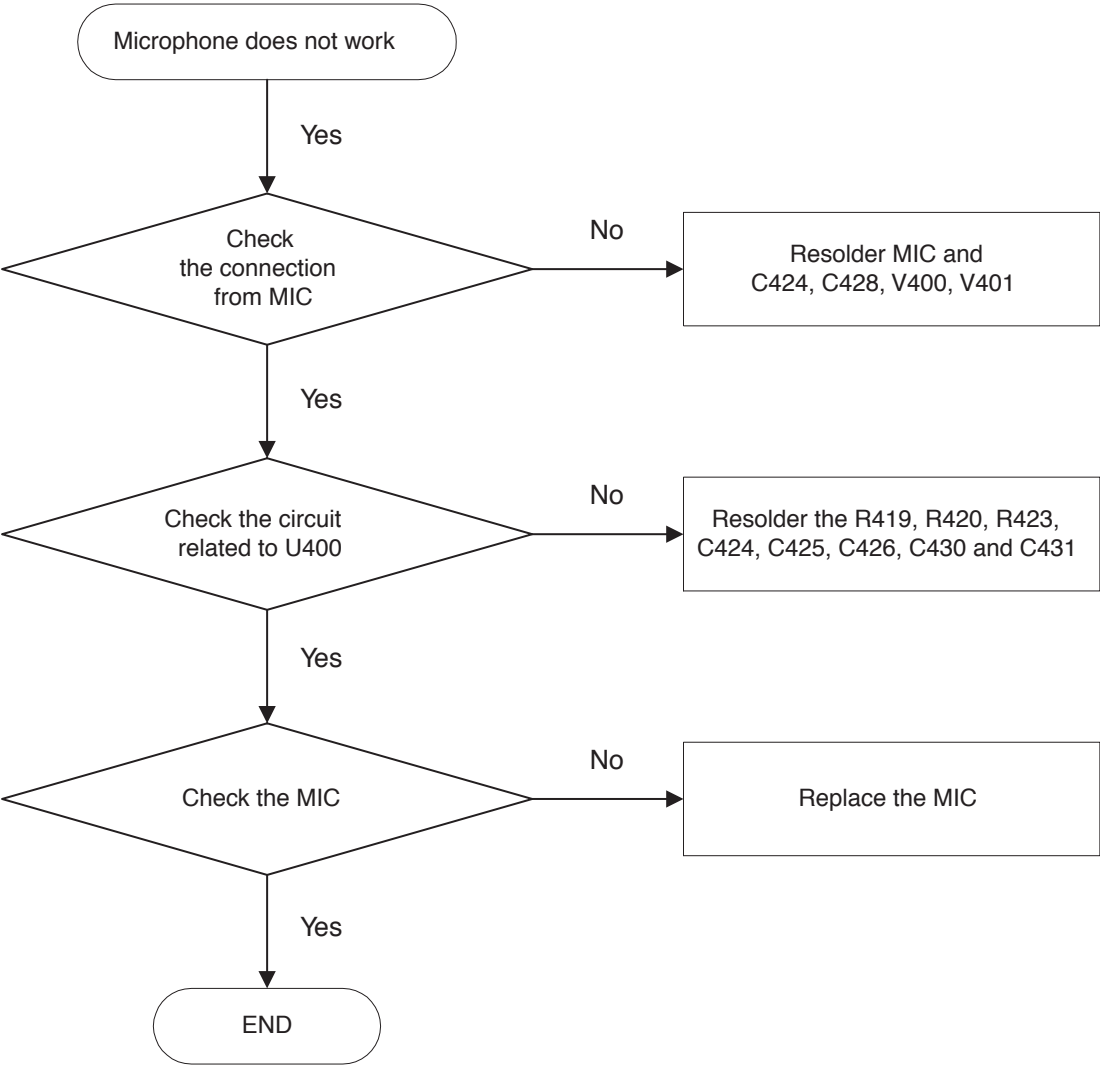 Microphone does not work
Yes
Check
the connection
from MIC
No
Resolder MIC and
C424, C428, V400, V401
Yes
Check the circuit
related to U400
No
Resolder the R419, R420, R423,
C424, C425, C426, C430 and C431
Yes
Check the MIC
No
Replace the MIC
Yes
END